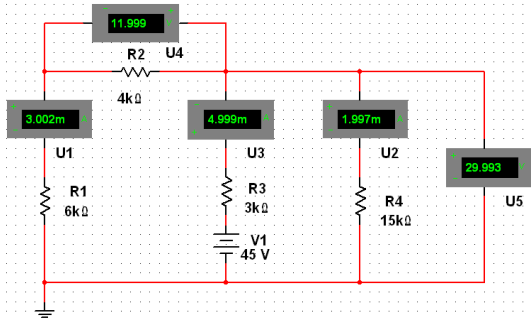 11.999
U4
R2
4kΩ
3.002m
A
4.999m
A
1.997m
A
29.993
U1
U3
U2
U5
R1
6kΩ
R3
3kΩ
R4
15kΩ
V1
45 V